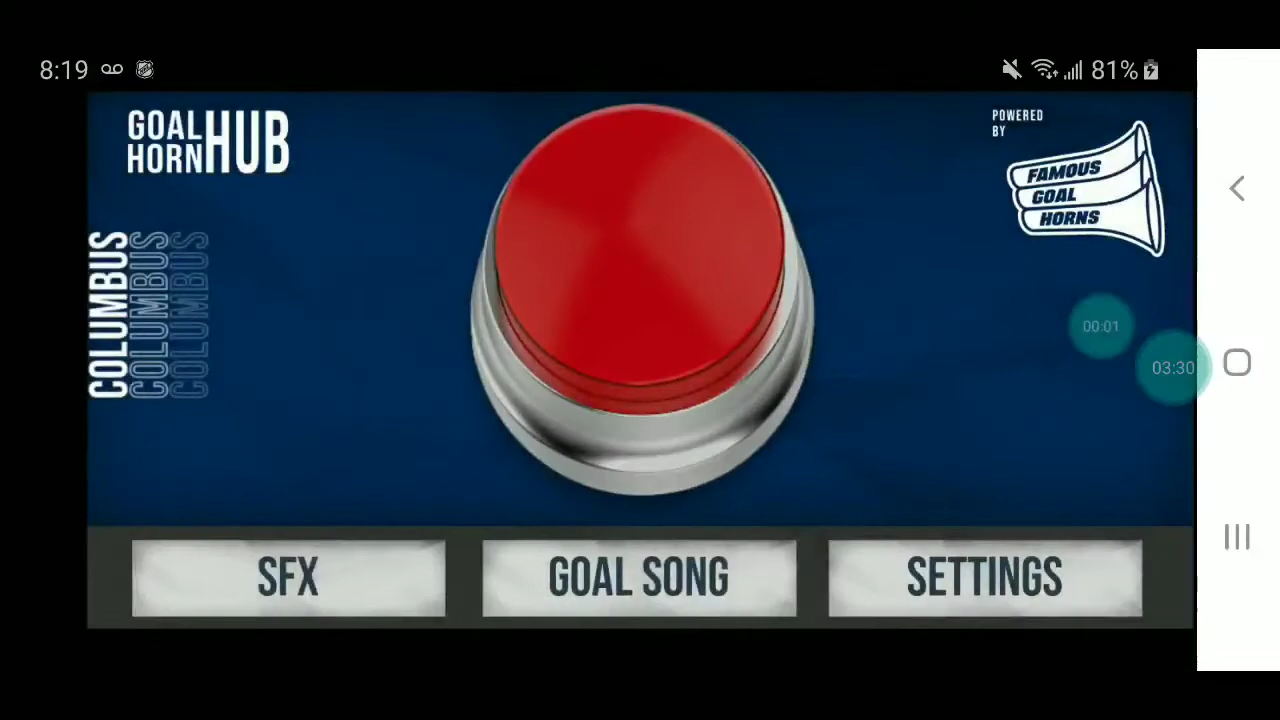 8:19
81%
GOAL
HORN
HUB
POWERED
BY
FAMOUS
GOAL
HORNS
COLUMBUS
COLUMBUS
COLUMBUS
00:01
03:30
SFX
GOAL SONG
SETTINGS